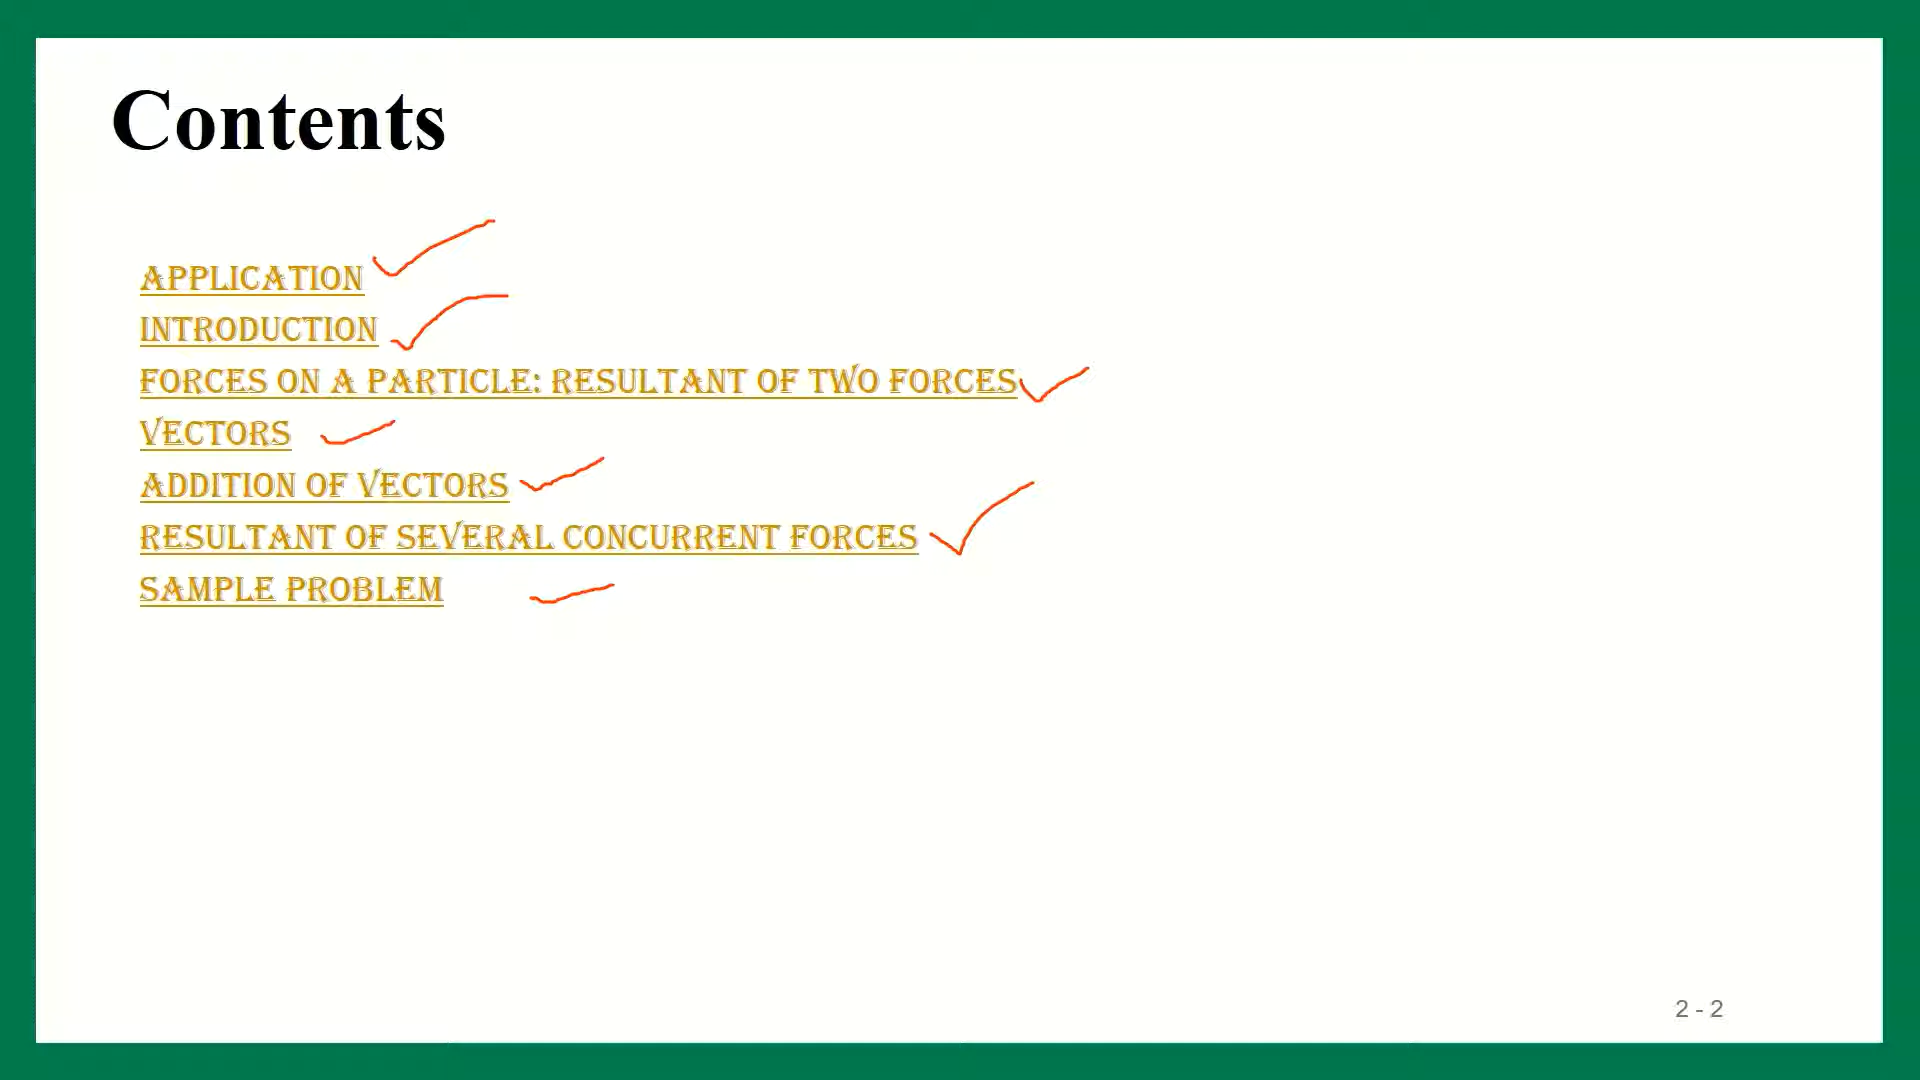 Contents
APPLICATION
INTRODUCTION
FORCES ON A PARTICLE: RESULTANT OF TWO FORCES
VECTORS
ADDITION OF VECTORS
RESULTANT OF SEVERAL CONCURRENT FORCES
SAMPLE PROBLEM
2 - 2